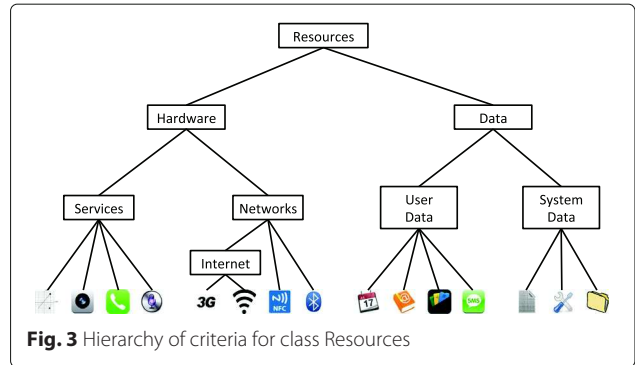 Resources
Hardware
Data
Services
Networks
User
Data
System
Data
Internet
3G
NFC
17
SMS
Fig. 3 Hierarchy of criteria for class Resources